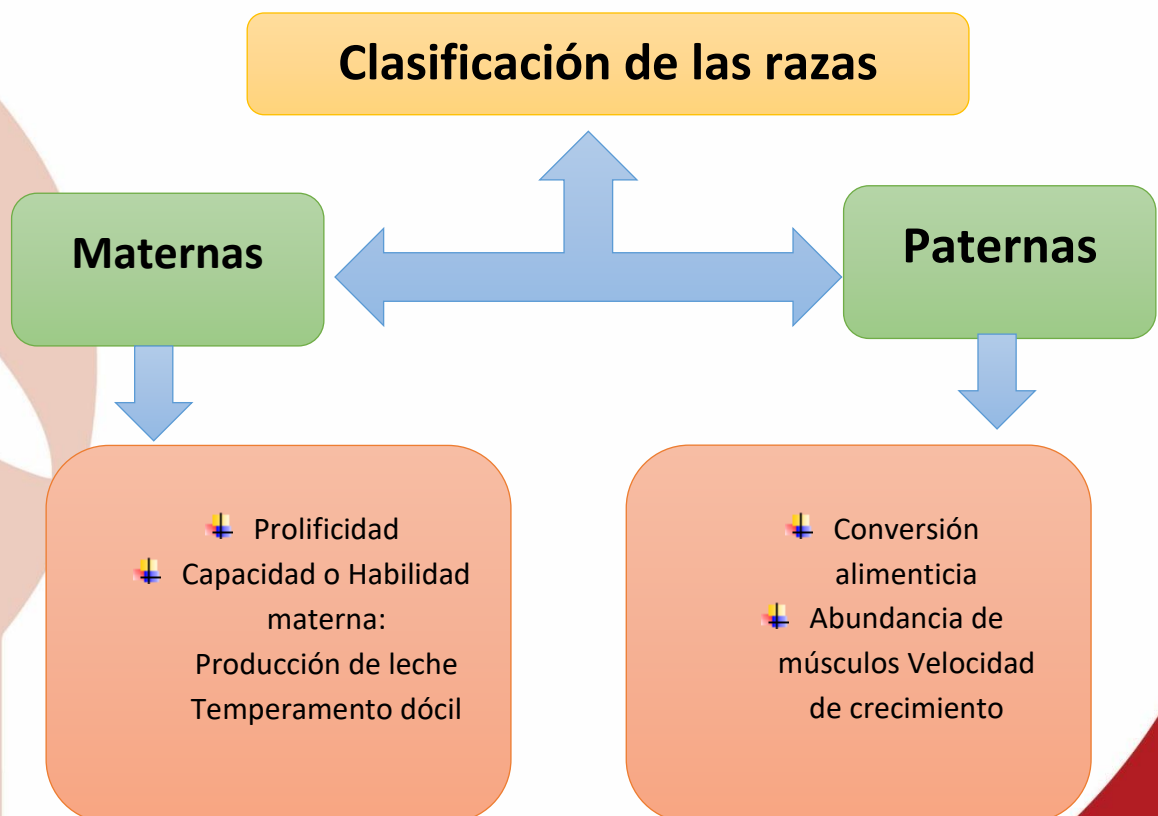 Clasificación de las razas
Maternas
Paternas
Prolificidad
Capacidad o Habilidad
materna:
Producción de leche
Temperamento dócil
Conversión
alimenticia
Abundancia de
músculos Velocidad
de crecimiento